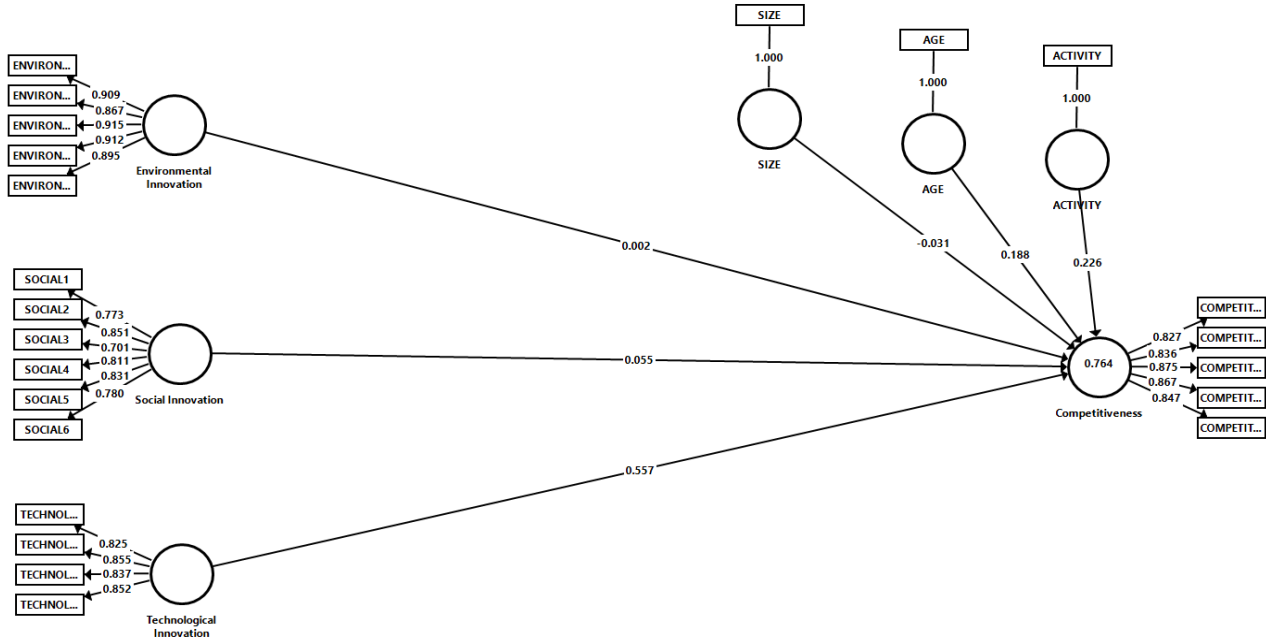 SIZE
1.000
SIZE
AGE
1.000
AGE
ACTIVITY
1.000
ACTIVITY
ENVIRON...
ENVIRON...
ENVIRON...
ENVIRON...
ENVIRON...
0.909
0.867
0.915
0.912
0.895
Environmental
Innovation
0.002
-0.031
0.188
0.226
SOCIAL1
SOCIAL2
SOCIAL3
SOCIAL4
SOCIAL5
SOCIAL6
0.773
0.851
0.701
0.811
0.831
0.780
Social Innovation
0.055
0.764
Competitiveness
0.827
0.836
0.875
0.867
0.847
COMPETIT...
COMPETIT...
COMPETIT...
COMPETIT...
COMPETIT...
TECHNOL...
TECHNOL...
TECHNOL...
TECHNOL...
0.825
0.855
0.837
0.852
Technological
Innovation
0.557